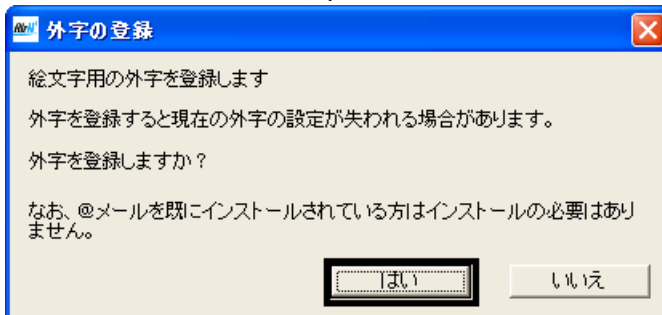 外字の登録
絵文字用の外字を登録します
外字を登録すると現在の外字の設定が失われる場合があります。
外字を登録しますか？
なお、@メールを既にインストールされている方はインストールの必要はあり
ません。
はい
いいえ